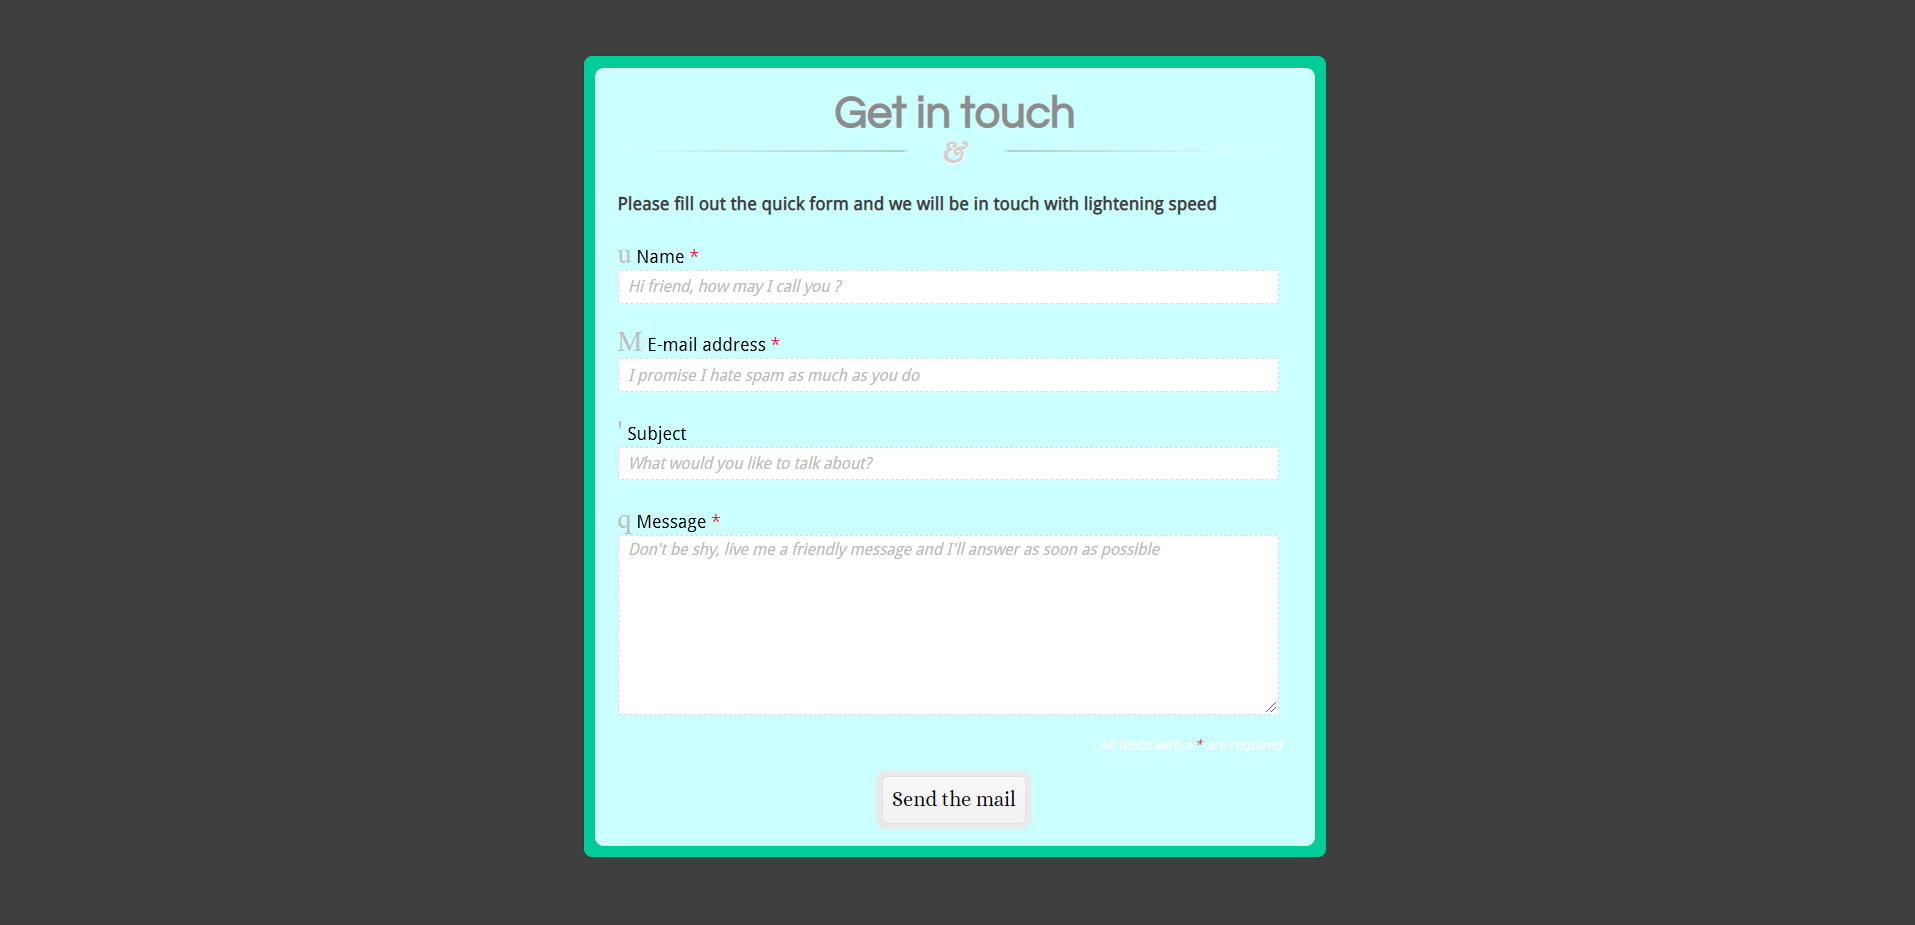 Get in touch
&
Please fill out the quick form and we will be in touch with lightening speed
u Name *
Hi friend, how may I call you ?
M E-mail address *
I promise I hate spam as much as you do
' Subject
What would you like to talk about?
q Message *
Don't be shy, live me a friendly message and I'll answer as soon as possible
All fields with a * are required
Send the mail